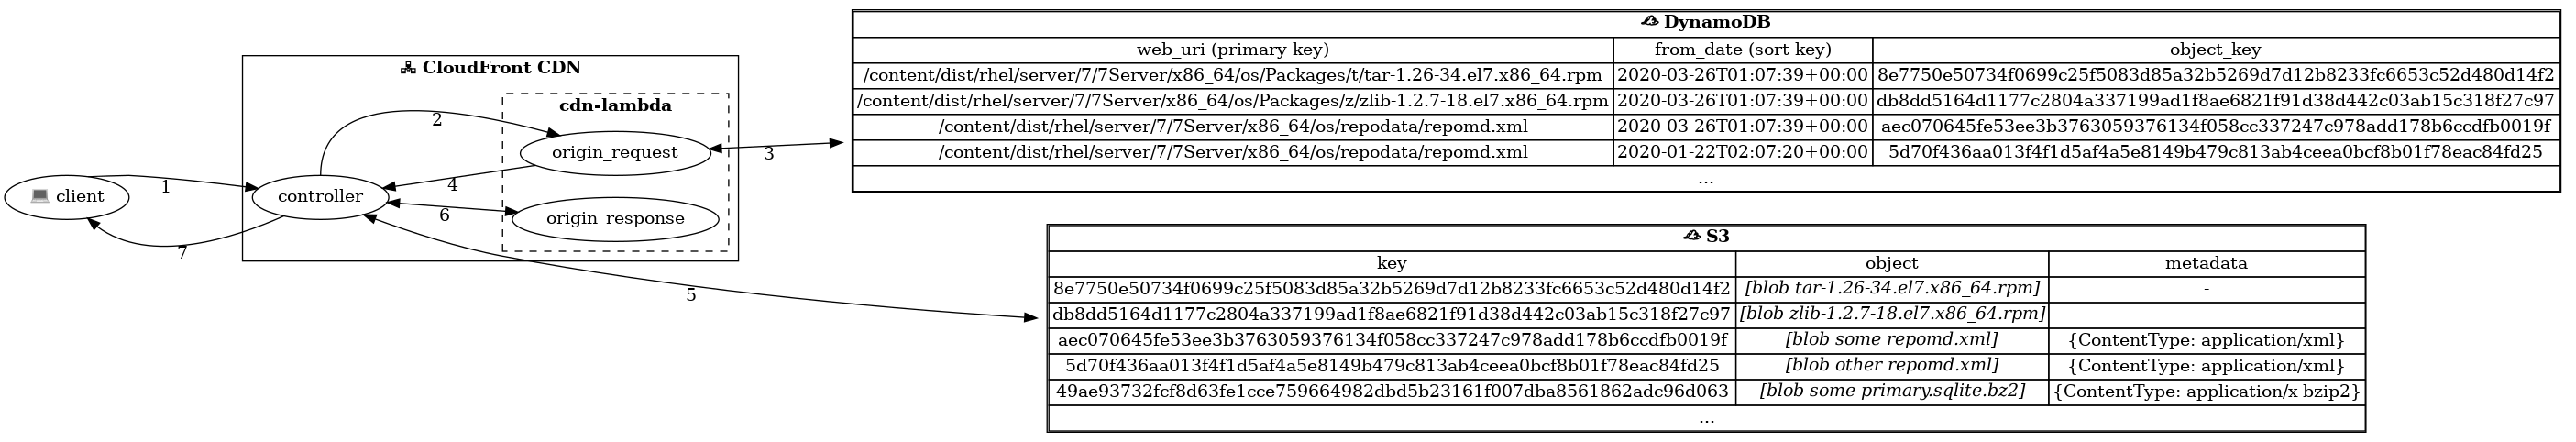 client
1
7
CloudFront CDN
controller
2
4
6
5
cdn-lambda
origin_request
origin_response
3
DynamoDB
web_uri (primary key) from_date (sort key) object_key
/content/dist/rhel/server/7/7Server/x86_64/os/Packages/t/tar-1.26-34.el7.x86_64.rpm 2020-03-26T01:07:39+00:00 8e7750e50734f0699c25f5083d85a32b5269d7d12b8233fc6653c52d480d14f2
/content/dist/rhel/server/7/7Server/x86_64/os/Packages/z/zlib-1.2.7-18.el7.x86_64.rpm 2020-03-26T01:07:39+00:00 db8dd5164d1177c2804a337199ad1f8ae6821f91d38d442c03ab15c318f27c97
/content/dist/rhel/server/7/7Server/x86_64/os/repodata/repomd.xml 2020-03-26T01:07:39+00:00 aec070645fe53ee3b3763059376134f058cc337247c978add178b6ccdfb0019f
/content/dist/rhel/server/7/7Server/x86_64/os/repodata/repomd.xml 2020-01-22T02:07:20+00:00 5d70f436aa013f4f1d5af4a5e8149b479c813ab4ceea0bcf8b01f78eac84fd25
...
S3
key object metadata
8e7750e50734f0699c25f5083d85a32b5269d7d12b8233fc6653c52d480d14f2 [blob tar-1.26-34.el7.x86_64.rpm] -
db8dd5164d1177c2804a337199ad1f8ae6821f91d38d442c03ab15c318f27c97 [blob zlib-1.2.7-18.el7.x86_64.rpm] -
aec070645fe53ee3b3763059376134f058cc337247c978add178b6ccdfb0019f [blob some repomd.xml] {ContentType: application/xml}
5d70f436aa013f4f1d5af4a5e8149b479c813ab4ceea0bcf8b01f78eac84fd25 [blob other repomd.xml] {ContentType: application/xml}
49ae93732fcf8d63fe1cce759664982dbd5b23161f007dba8561862adc96d063 [blob some primary.sqlite.bz2] {ContentType: application/x-bzip2}
...